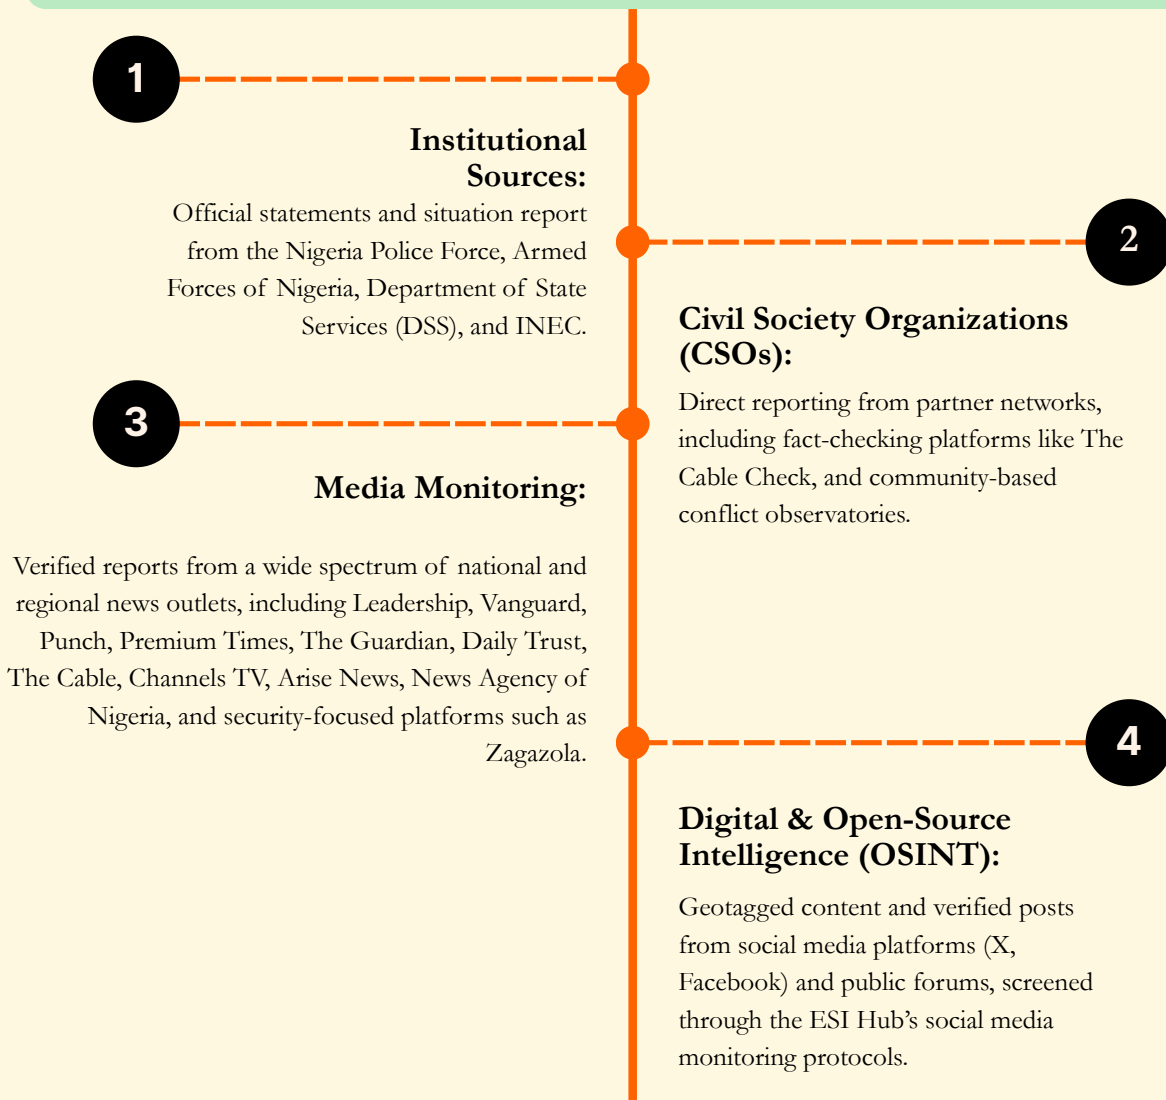 1
Institutional
Sources:
Official statements and situation report
from the Nigeria Police Force, Armed
Forces of Nigeria, Department of State
Services (DSS), and INEC.
2
Civil Society Organizations
(CSOs):
Direct reporting from partner networks,
including fact-checking platforms like The
Cable Check, and community-based
conflict observatories.
3
Media Monitoring:
Verified reports from a wide spectrum of national and
regional news outlets, including Leadership, Vanguard,
Punch, Premium Times, The Guardian, Daily Trust,
The Cable, Channels TV, Arise News, News Agency of
Nigeria, and security-focused platforms such as
Zagazola.
4
Digital & Open-Source
Intelligence (OSINT):
Geotagged content and verified posts
from social media platforms (X,
Facebook) and public forums, screened
through the ESI Hub’s social media
monitoring protocols.